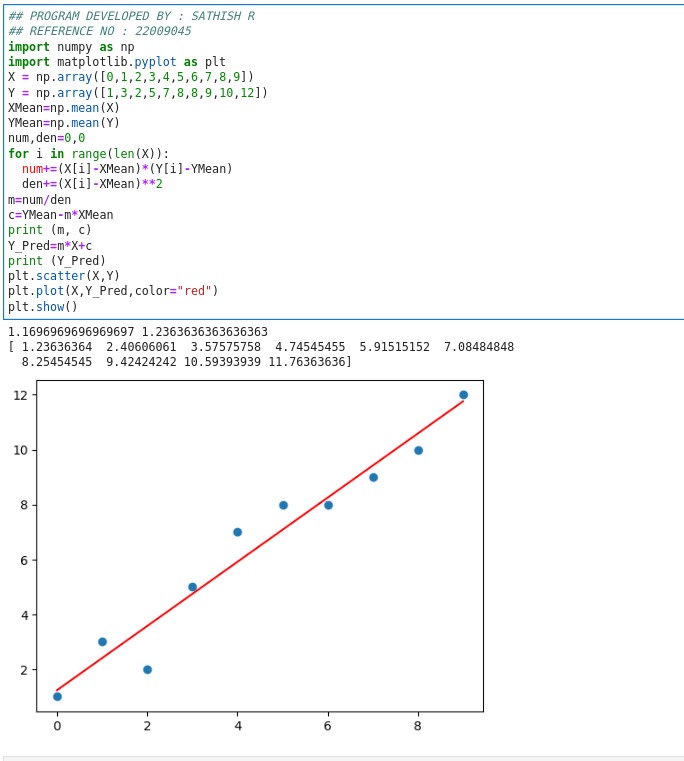 ## PROGRAM DEVELOPED BY : SATHISH R
## REFERENCE NO : 22009045
import numpy as np
import matplotlib.pyplot as plt
X = np.array([0,1,2,3,4,5,6,7,8,9])
Y = np.array([1,3,2,5,7,8,8,9,10,12])
XMean=np.mean(X)
YMean=np.mean(Y)
num,den=0,0
for i in range(len(X)):
  num+=(X[i]-XMean)*(Y[i]-YMean)
  den+=(X[i]-XMean)**2
m=num/den
c=YMean-m*XMean
print (m, c)
Y_Pred=m*X+c
print (Y_Pred)
plt.scatter(X,Y)
plt.plot(X,Y_Pred,color="red")
plt.show()
1.1696969696969697 1.2363636363636363
[ 1.23636364  2.40606061  3.57575758  4.74545455  5.91515152  7.08484848
  8.25454545  9.42424242 10.59393939 11.76363636]
12
10
8
6
4
2
0 2 4 6 8